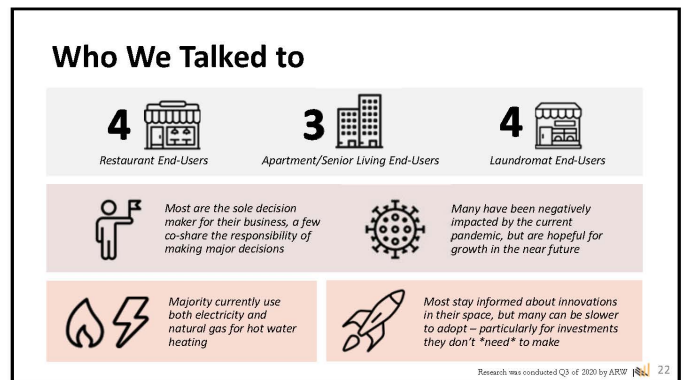 Who We Talked to
4
Restaurant End-Users
3
Apartment/Senior Living End-Users
4
Laundromat End-Users
Most are the sole decision
maker for their business, a few
co-share the responsibility of
making major decisions
Many have been negatively
impacted by the current
pandemic, but are hopeful for
growth in the near future
Majority currently use
both electricity and
natural gas for hot water
heating
Most stay informed about innovations
in their space, but many can be slower
to adopt – particularly for investments
they don't *need* to make
Research was conducted Q3 of 2020 by ARW
22